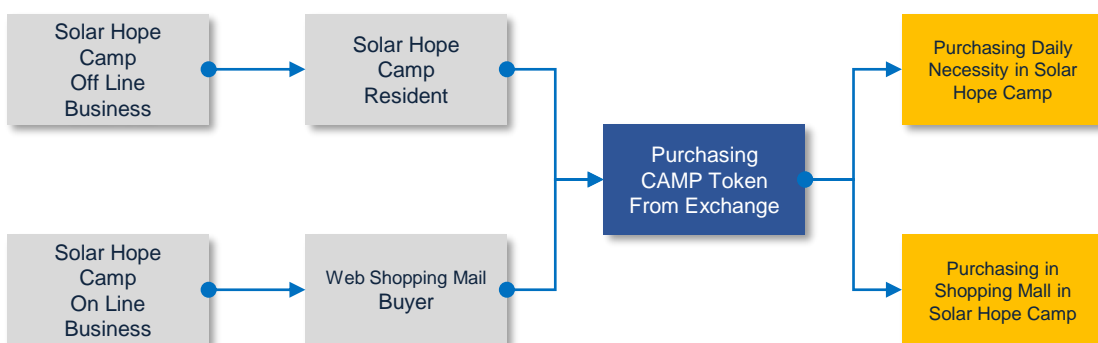 Solar Hope
Camp
Off Line
Business
Solar Hope
Camp
Resident
Purchasing Daily
Necessity in Solar
Hope Camp
Purchasing
CAMP Token
From Exchange
Solar Hope
Camp
On Line
Business
Web Shopping Mail
Buyer
Purchasing in
Shopping Mall in
Solar Hope Camp